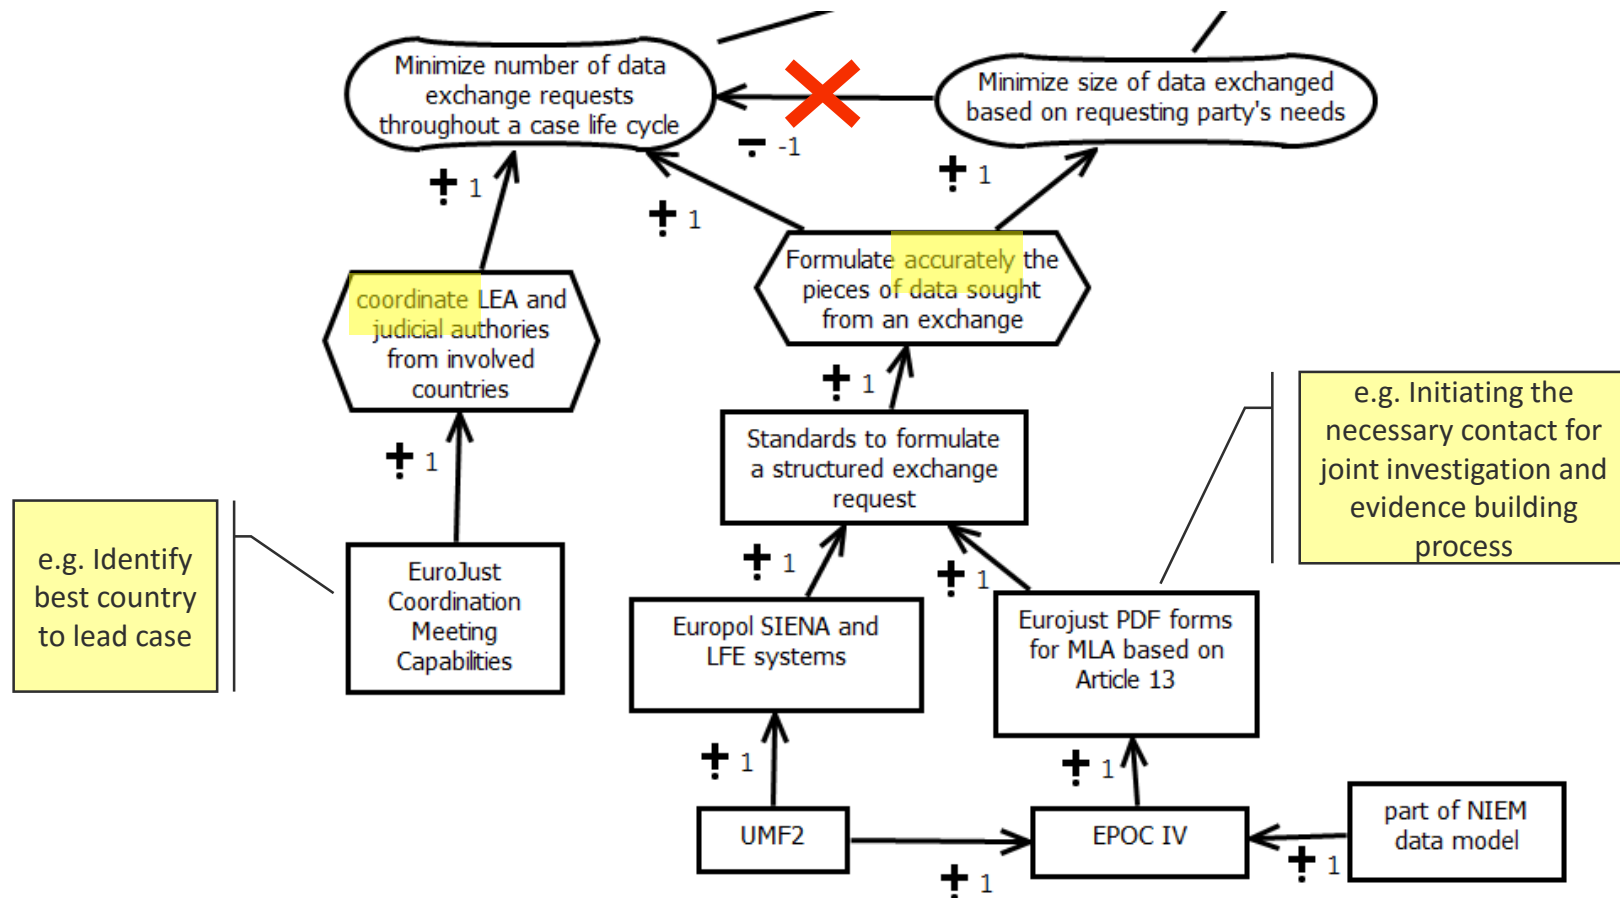 Minimize number of data
exchange requests
throughout a case life cycle
Minimize size of data exchanged
based on requesting party's needs
-1
+ 1
+ 1
+ 1
coordinate LEA and
judicial authories
from involved
countries
Formulate accurately the
pieces of data sought
from an exchange
+ 1
+ 1
Standards to formulate
a structured exchange
request
e.g. Initiating the
necessary contact for
joint investigation and
evidence building
process
e.g. Identify
best country
to lead case
EuroJust
Coordination
Meeting
Capabilities
+ 1
+ 1
Europol SIENA and
LFE systems
Eurojust PDF forms
for MLA based on
Article 13
+ 1
+ 1
UMF2
EPOC IV
part of NIEM
data model
+ 1
+ 1